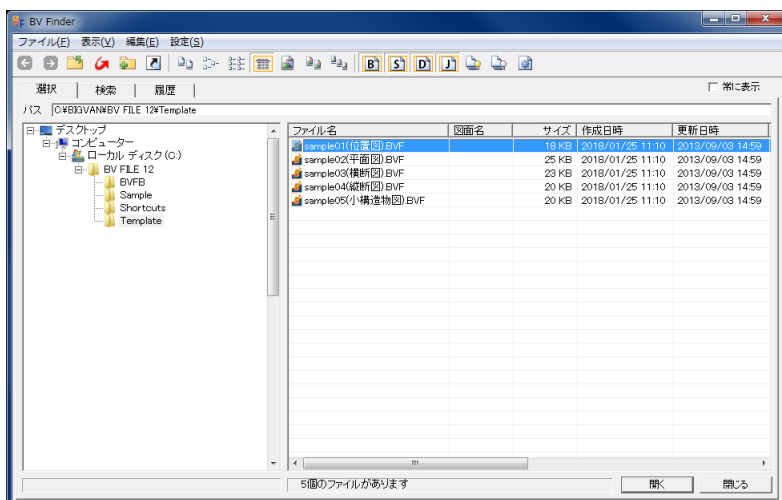 BV Finder
ファイル(F) 表示(V) 編集(E) 設定(S)
B S D J
選択 検索 履歴 常に表示
パス C:¥BIGVAN¥BV FILE 12¥Template
デスクトップ
コンピューター
ローカル ディスク(C:)
BV FILE 12
BVFB
Sample
Shortcuts
Template
ファイル名 図面名 サイズ 作成日時 更新日時
sample01(位置図).BVF 18 KB 2018/01/25 11:10 2013/09/03 14:59
sample02(平面図).BVF 25 KB 2018/01/25 11:10 2013/09/03 14:59
sample03(横断図).BVF 23 KB 2018/01/25 11:10 2013/09/03 14:59
sample04(縦断図).BVF 20 KB 2018/01/25 11:10 2013/09/03 14:59
sample05(小構造物図).BVF 20 KB 2018/01/25 11:10 2013/09/03 14:59
5個のファイルがあります 開く 閉じる